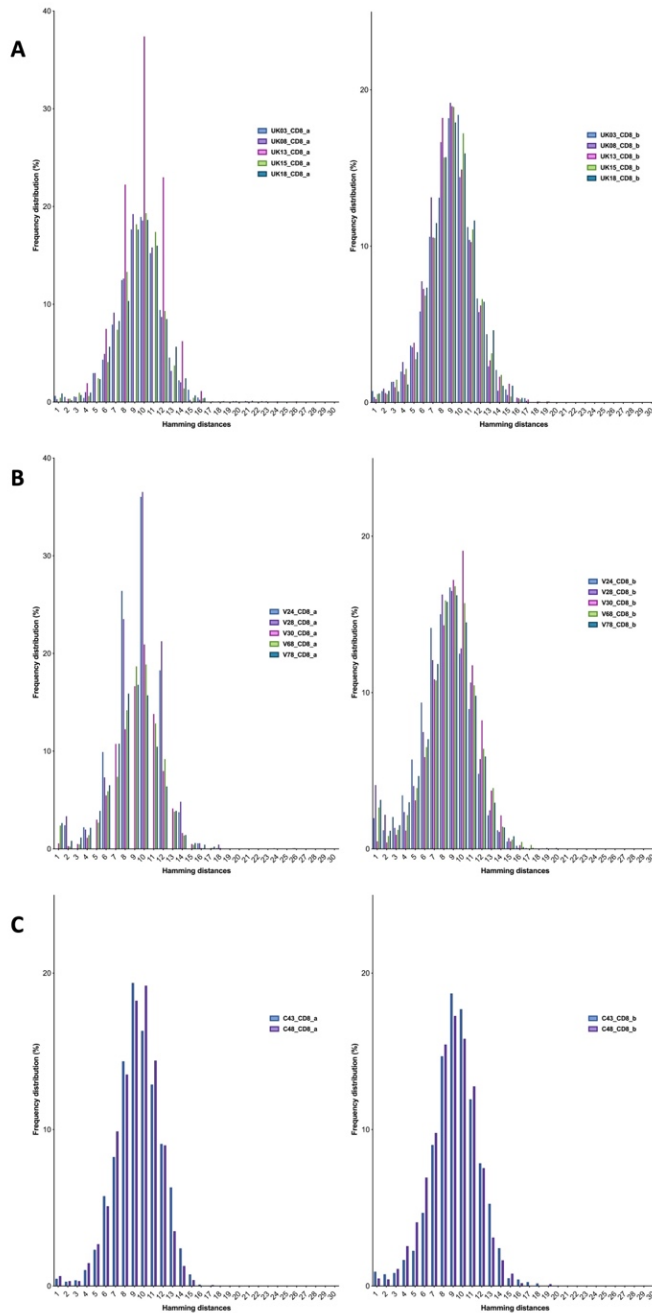 A
Frequency distribution (%)
40
30
20
10
0
UK03_CD8_a
UK08_CD8_a
UK13_CD8_a
UK15_CD8_a
UK18_CD8_a
1 2 3 4 5 6 7 8 9 10 11 12 13 14 15 16 17 18 19 20 21 22 23 24 25 26 27 28 29 30
Hamming distances
Frequency distribution (%)
20
10
0
UK03_CD8_b
UK08_CD8_b
UK13_CD8_b
UK15_CD8_b
UK18_CD8_b
1 2 3 4 5 6 7 8 9 10 11 12 13 14 15 16 17 18 19 20 21 22 23 24 25 26 27 28 29 30
Hamming distances
B
Frequency distribution (%)
40
30
20
10
0
V24_CD8_a
V28_CD8_a
V30_CD8_a
V68_CD8_a
V78_CD8_a
1 2 3 4 5 6 7 8 9 10 11 12 13 14 15 16 17 18 19 20 21 22 23 24 25 26 27 28 29 30
Hamming distances
Frequency distribution (%)
20
10
0
V24_CD8_b
V28_CD8_b
V30_CD8_b
V68_CD8_b
V78_CD8_b
1 2 3 4 5 6 7 8 9 10 11 12 13 14 15 16 17 18 19 20 21 22 23 24 25 26 27 28 29 30
Hamming distances
C
Frequency distribution (%)
20
10
0
C43_CD8_a
C48_CD8_a
1 2 3 4 5 6 7 8 9 10 11 12 13 14 15 16 17 18 19 20 21 22 23 24 25 26 27 28 29 30
Hamming distances
Frequency distribution (%)
20
10
0
C43_CD8_b
C48_CD8_b
1 2 3 4 5 6 7 8 9 10 11 12 13 14 15 16 17 18 19 20 21 22 23 24 25 26 27 28 29 30
Hamming distances